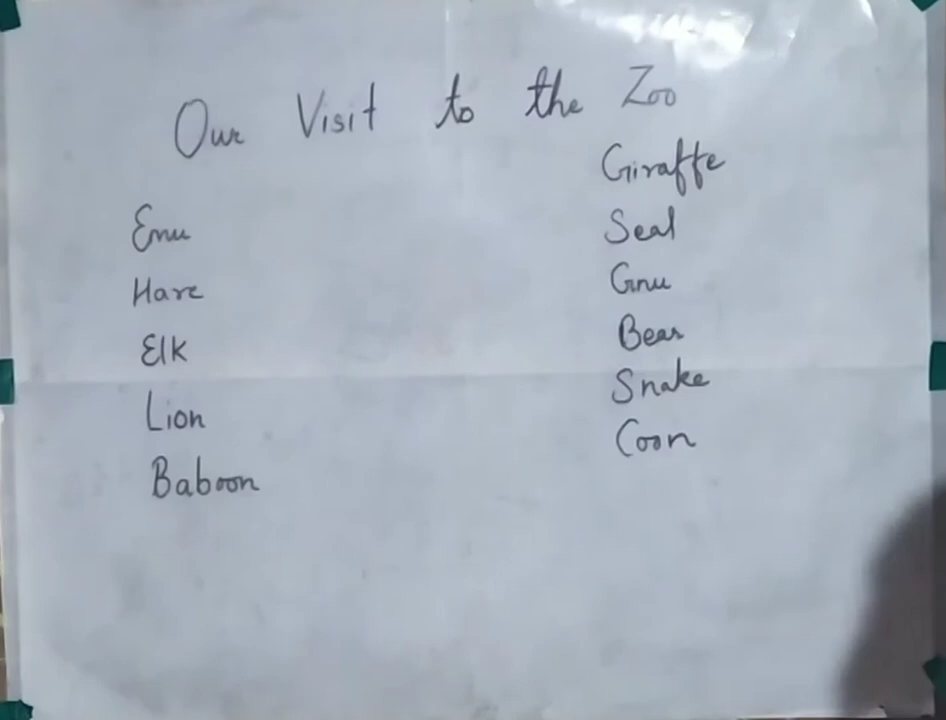 Our Visit to the Zoo
Emu
Hare
Elk
Lion
Baboon
Giraffe
Seal
Gnu
Bear
Snake
Coon